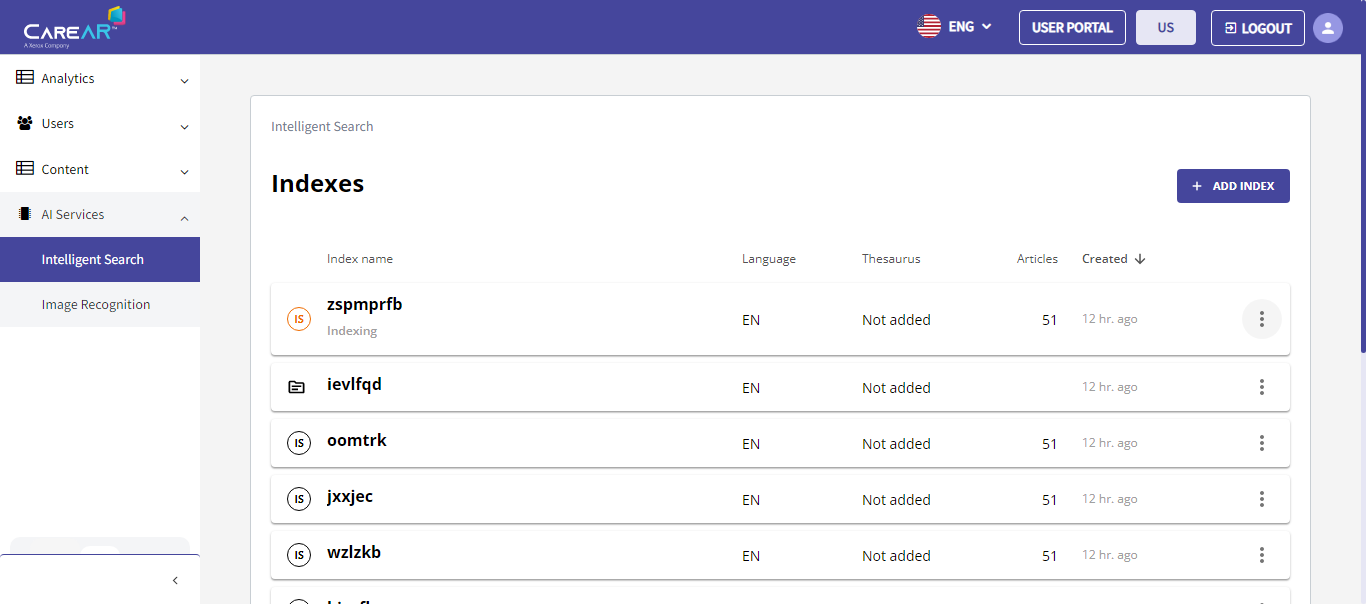 CAREAR™
A Xerox Company
ENG
USER PORTAL
US
LOGOUT
Analytics
Users
Content
AI Services
Intelligent Search
Image Recognition
Intelligent Search
Indexes
+ ADD INDEX
Index name Language Thesaurus Articles Created
IS zspmprfb EN Not added 51 12 hr. ago
Indexing
ievlfqd EN Not added 12 hr. ago
IS oomtrk EN Not added 51 12 hr. ago
IS jxxjec EN Not added 51 12 hr. ago
IS wzlzkb EN Not added 51 12 hr. ago